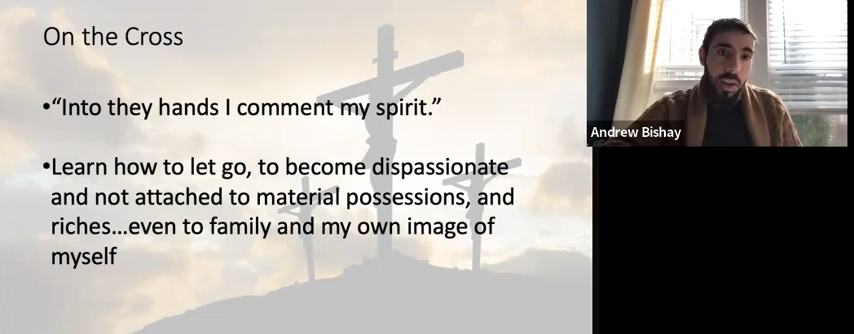 On the Cross
•“Into they hands I comment my spirit.”
•Learn how to let go, to become dispassionate
and not attached to material possessions, and
riches...even to family and my own image of
myself
Andrew Bishay